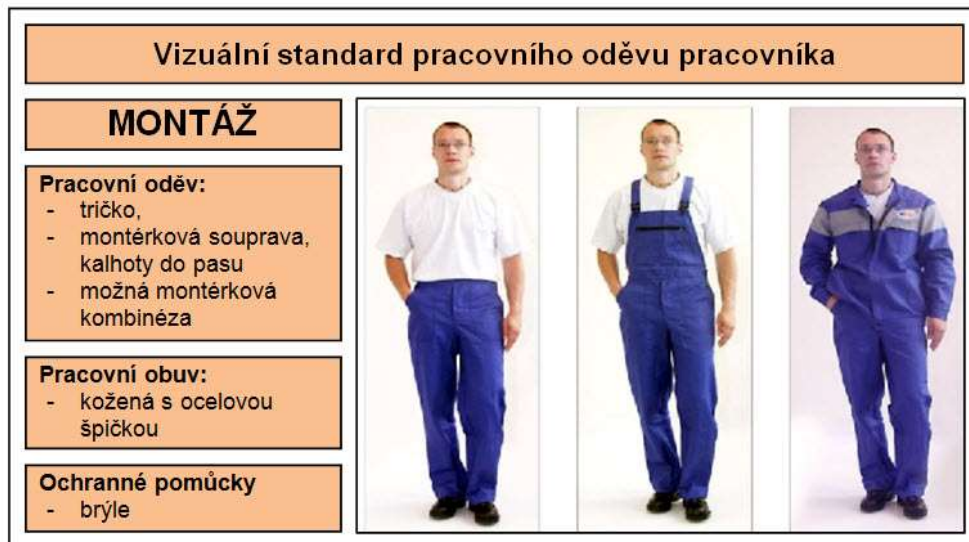 Vizuální standard pracovního oděvu pracovníka
MONTÁŽ
Pracovní oděv:
- tričko,
- montérková souprava,
kalhoty do pasu
- možná montérková
kombinéza
Pracovní obuv:
- kožená s ocelovou
špičkou
Ochranné pomůcky
- brýle